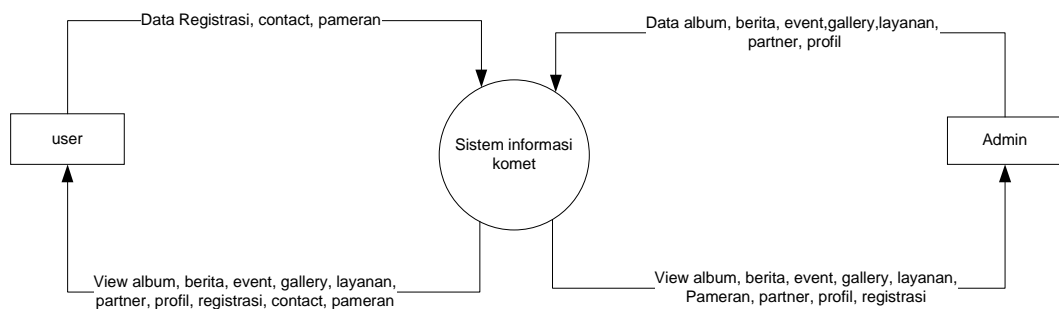 Data Registrasi, contact, pameran
Data album, berita, event,gallery,layanan,
partner, profil
user
Sistem informasi
komet
Admin
View album, berita, event, gallery, layanan,
partner, profil, registrasi, contact, pameran
View album, berita, event, gallery, layanan,
Pameran, partner, profil, registrasi